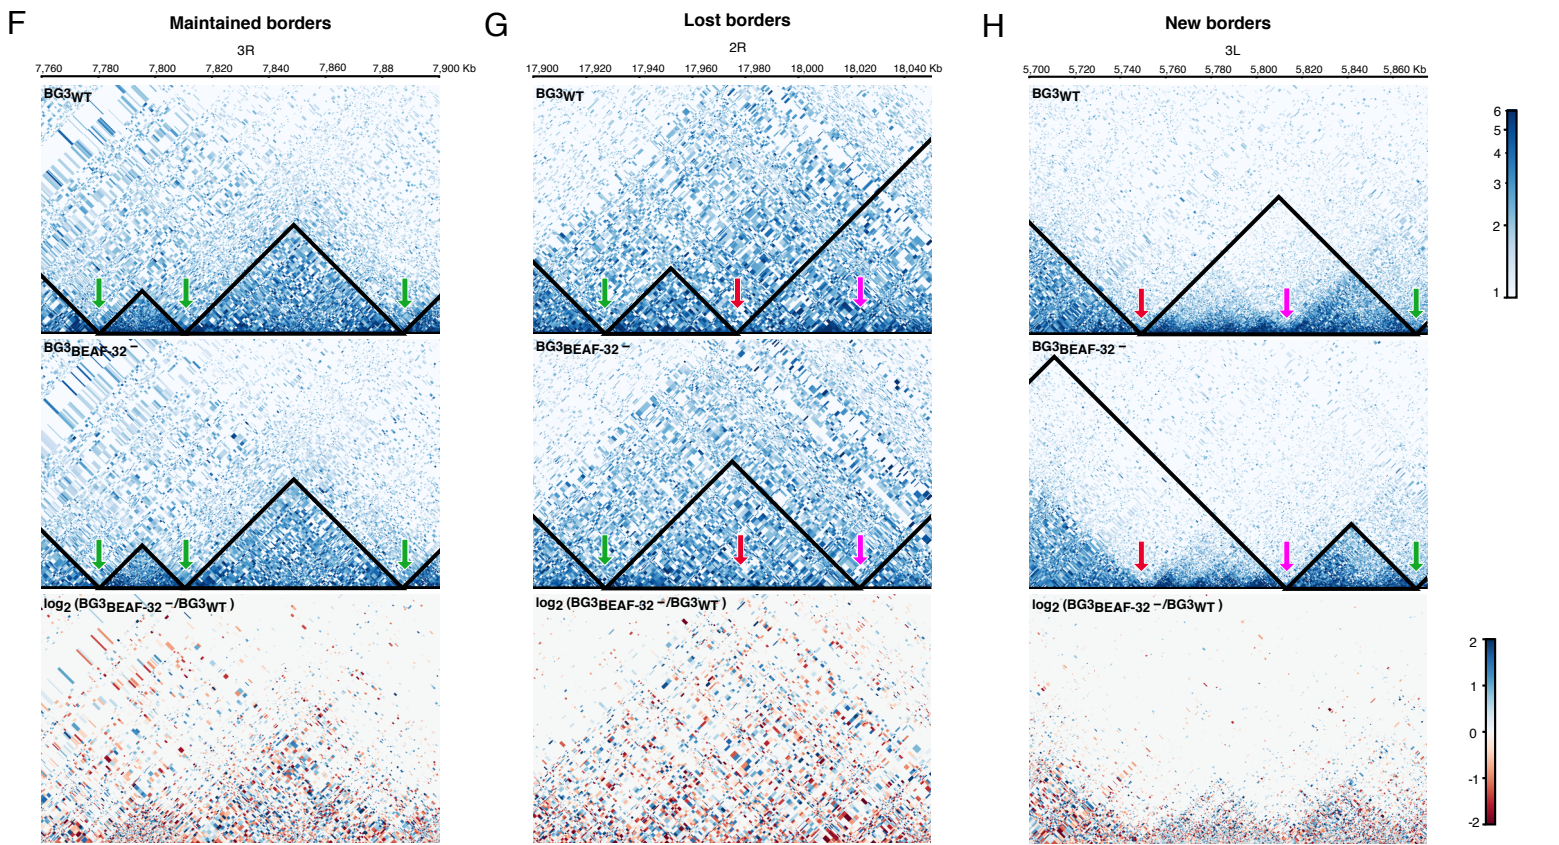 F
Maintained borders
3R
7,760 7,780 7,800 7,820 7,840 7,860 7,88 7,900 Kb
BG3WT
BG3BEAF-32 –
log2 (BG3BEAF-32 –/BG3WT )
G
Lost borders
2R
17,900 17,920 17,940 17,960 17,980 18,000 18,020 18,040 Kb
BG3WT
BG3BEAF-32 –
log2 (BG3BEAF-32 –/BG3WT )
H
New borders
3L
5,700 5,720 5,740 5,760 5,780 5,800 5,820 5,840 5,860 Kb
BG3WT
BG3BEAF-32 –
log2 (BG3BEAF-32 –/BG3WT )
6
5
4
3
2
1
2
1
0
-1
-2